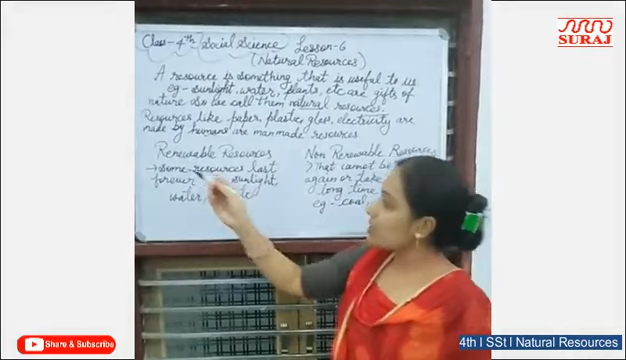 SURAJ
Class-4th Social Science Lesson-6
(Natural Resources)
A resource is something that is useful to us
eg- sunlight, water, plants, etc are gifts of
nature so we call them natural resources.
Resources like paper, plastic, glass, electricity are
made by humans are man made resources
Renewable Resources
→ some resources last
forever sunlight,
water, etc
Non Renewable Resources
→ That cannot be
again or take
long time
eg- coal,
Share & Subscribe
4th I SSt I Natural Resources